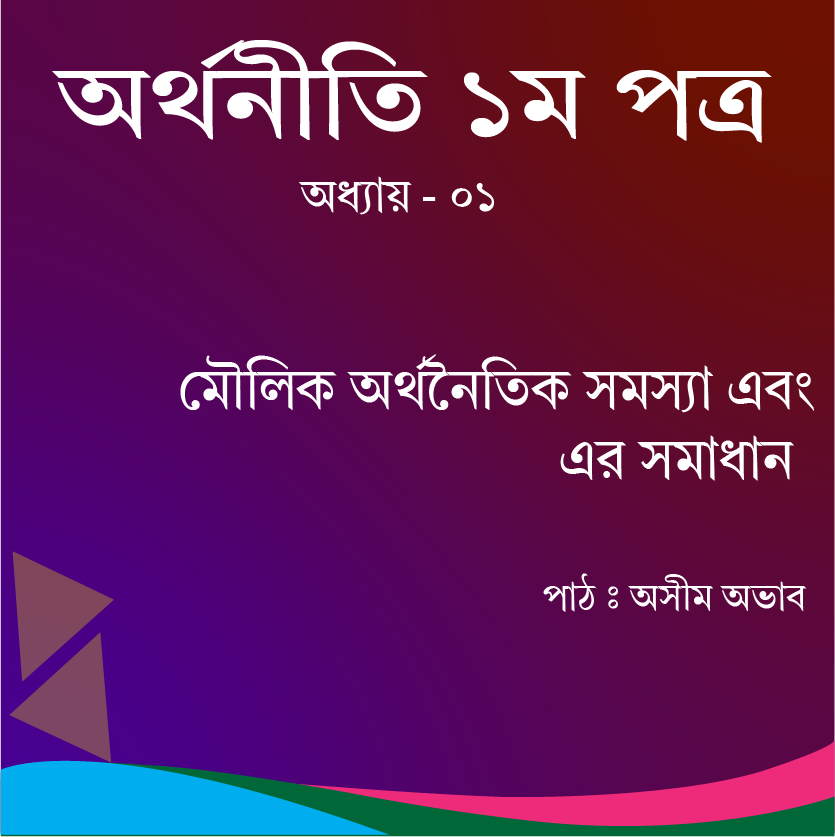 অর্থনীতি ১ম পত্র
অধ্যায় - ০১
মৌলিক অর্থনৈতিক সমস্যা এবং
এর সমাধান
পাঠ ঃ অসীম অভাব